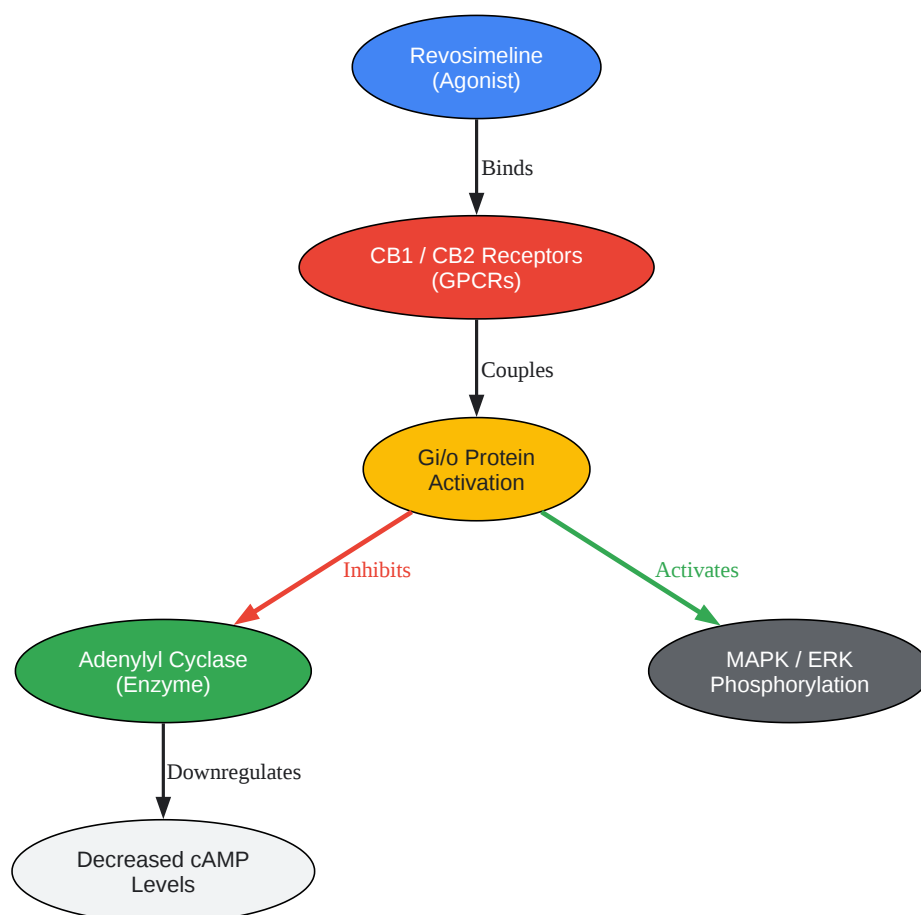 Revosimeline
(Agonist)
Binds
CB1 / CB2 Receptors
(GPCRs)
Couples
Gi/o Protein
Activation
Inhibits
Activates
Adenylyl Cyclase
(Enzyme)
MAPK / ERK
Phosphorylation
Downregulates
Decreased cAMP
Levels